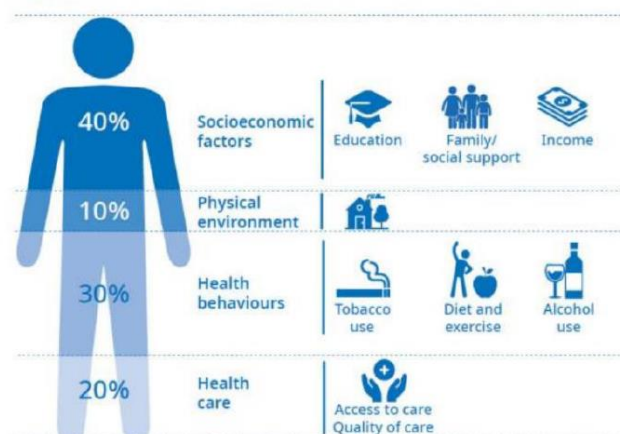 40%
Socioeconomic
factors
Education
Family/
social support
Income
10%
Physical
environment
30%
Health
behaviours
Tobacco
use
Diet and
exercise
Alcohol
use
20%
Health
care
Access to care
Quality of care